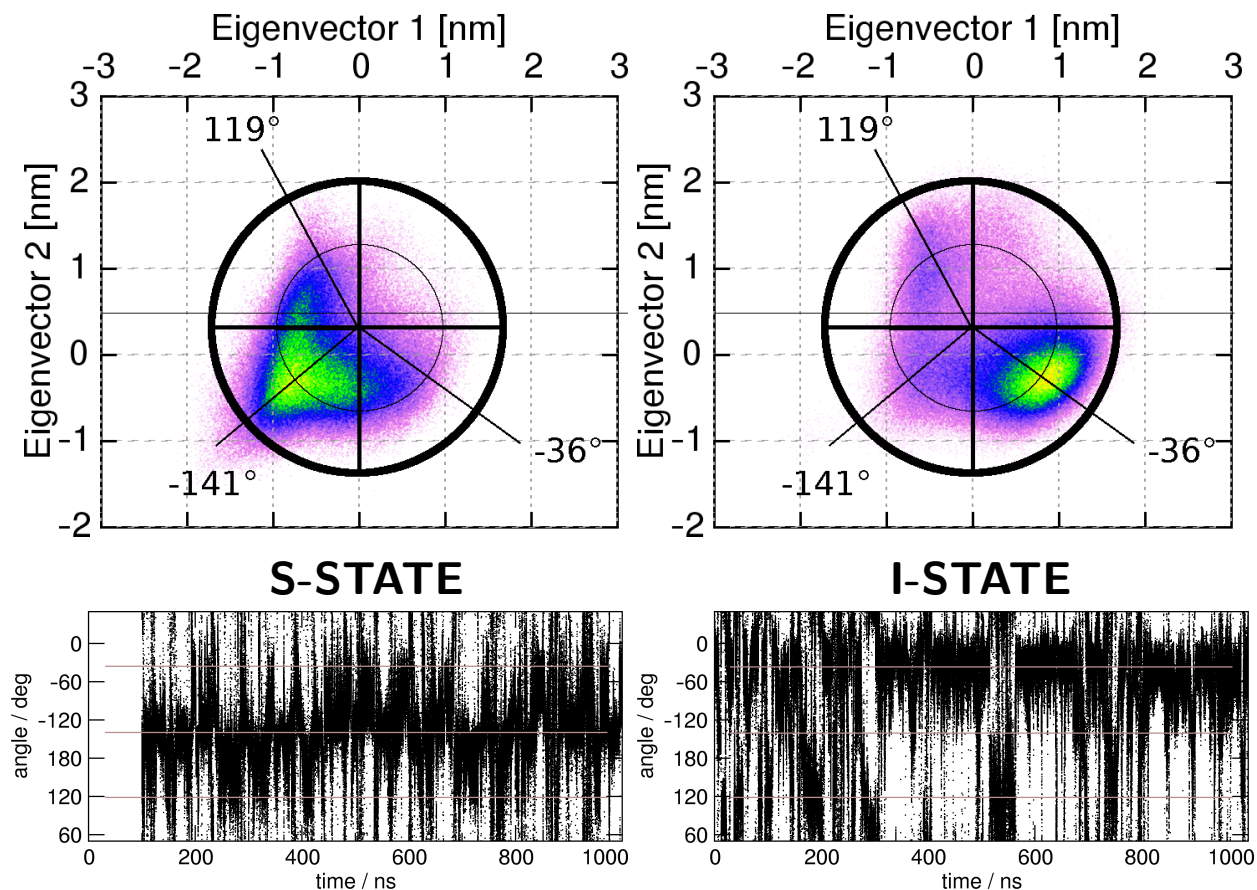 Eigenvector 1 [nm]
-3 -2 -1 0 1 2 3
3
2
1
0
-1
-2
Eigenvector 2 [nm]
119°
-36°
-141°
Eigenvector 1 [nm]
-3 -2 -1 0 1 2 3
3
2
1
0
-1
-2
Eigenvector 2 [nm]
119°
-36°
-141°
S-STATE
0
-60
-120
180
120
60
angle / deg
0 200 400 600 800 1000
time / ns
I-STATE
0
-60
-120
180
120
60
angle / deg
0 200 400 600 800 1000
time / ns